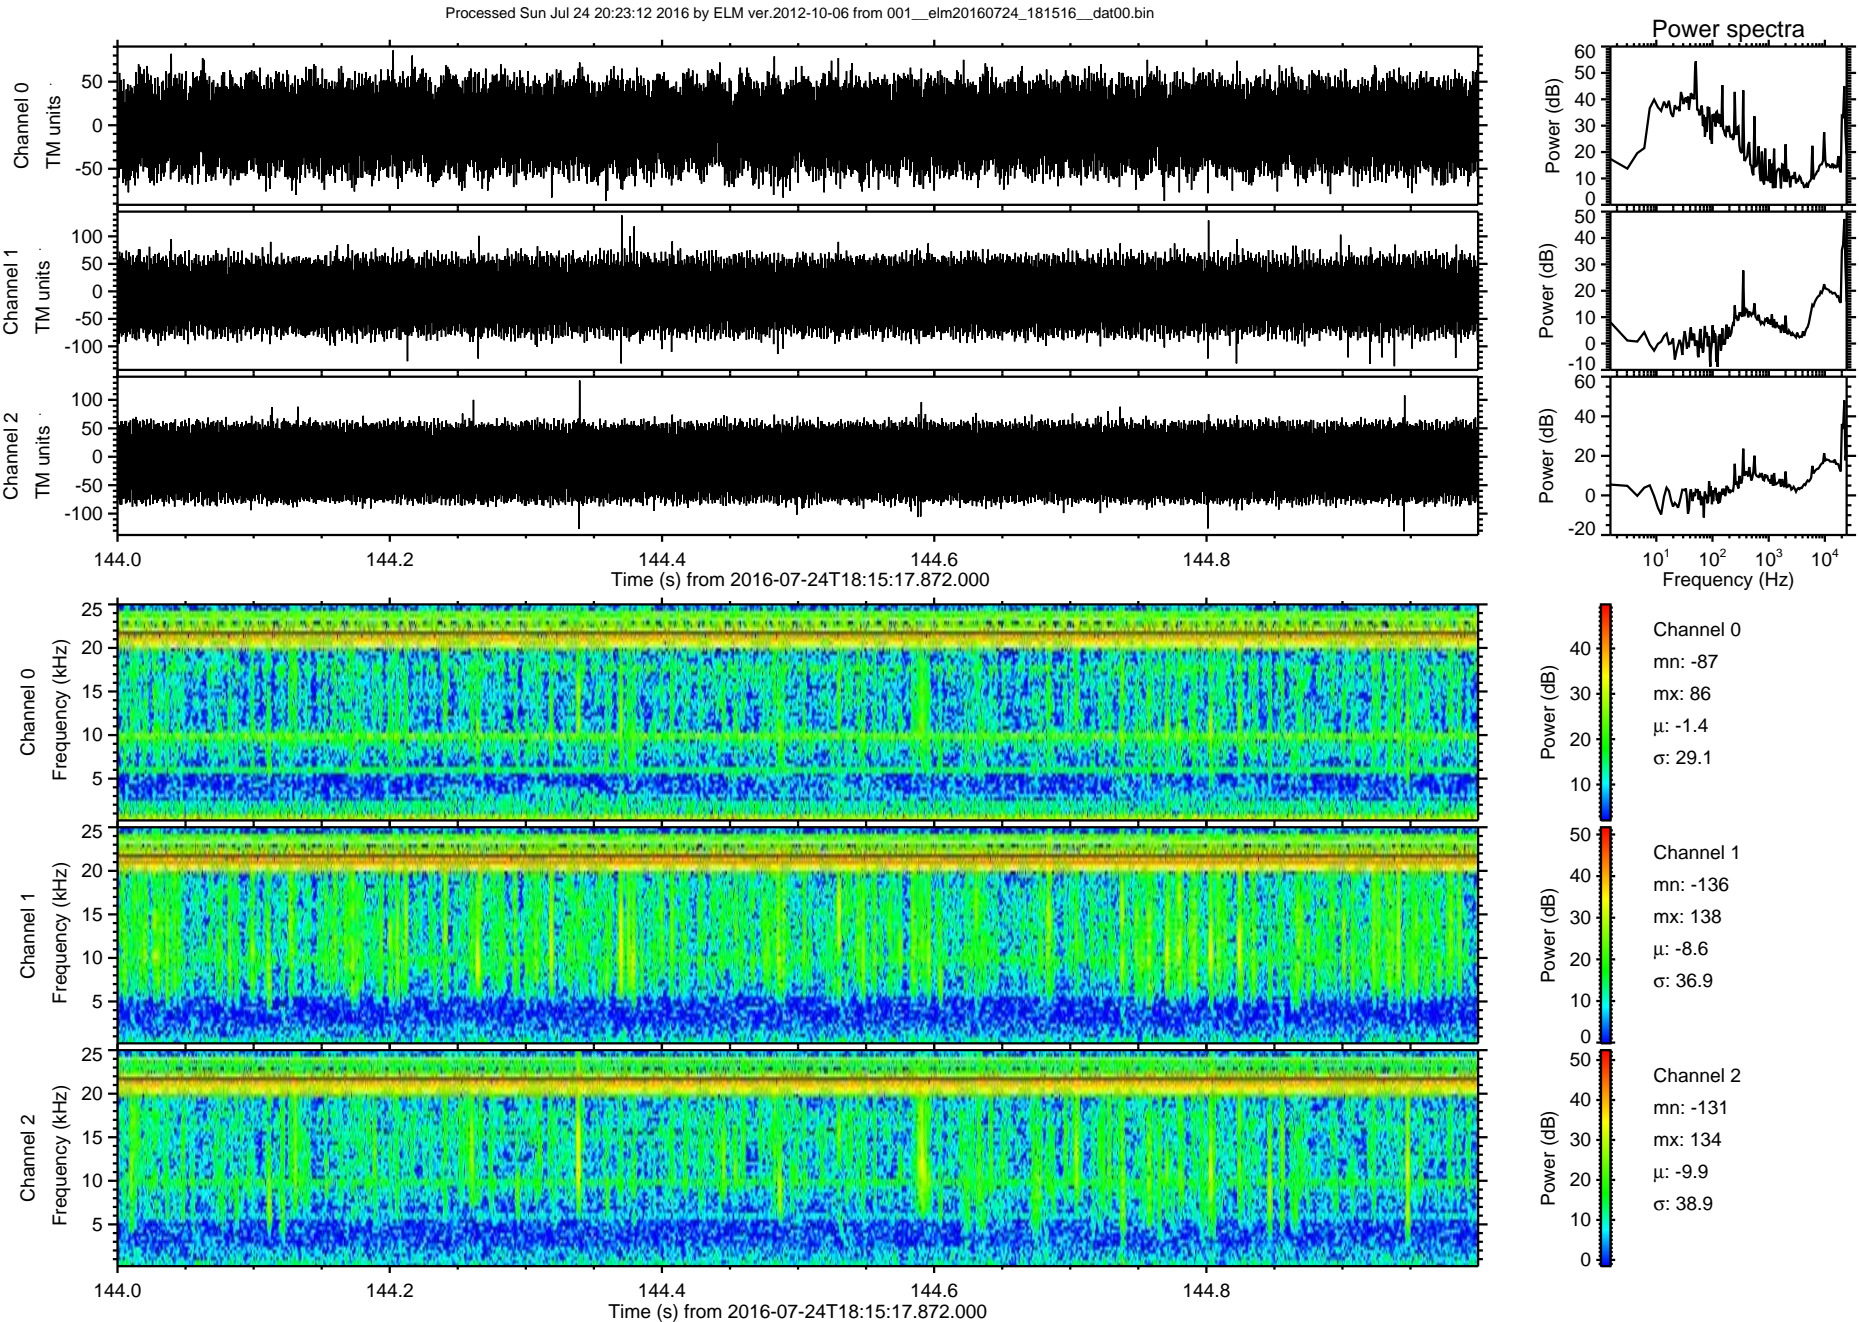 Processed Sun Jul 24 20:23:12 2016 by ELM ver.2012-10-06 from 001__elm20160724_181516__dat00.bin
Power spectra
Channel 0
TM units
50
0
-50
Power (dB)
60
50
40
30
20
10
0
Channel 1
TM units
100
50
0
-50
-100
Power (dB)
50
40
30
20
10
0
-10
Channel 2
TM units
100
50
0
-50
-100
Power (dB)
60
40
20
0
-20
144.0 144.2 144.4 144.6 144.8
Time (s) from 2016-07-24T18:15:17.872.000
10^1 10^2 10^3 10^4
Frequency (Hz)
Channel 0
Frequency (kHz)
25
20
15
10
5
Power (dB)
40
30
20
10
Channel 0
mn: -87
mx: 86
μ: -1.4
σ: 29.1
Channel 1
Frequency (kHz)
25
20
15
10
5
Power (dB)
50
40
30
20
10
0
Channel 1
mn: -136
mx: 138
μ: -8.6
σ: 36.9
Channel 2
Frequency (kHz)
25
20
15
10
5
Power (dB)
50
40
30
20
10
0
Channel 2
mn: -131
mx: 134
μ: -9.9
σ: 38.9
144.0 144.2 144.4 144.6 144.8
Time (s) from 2016-07-24T18:15:17.872.000